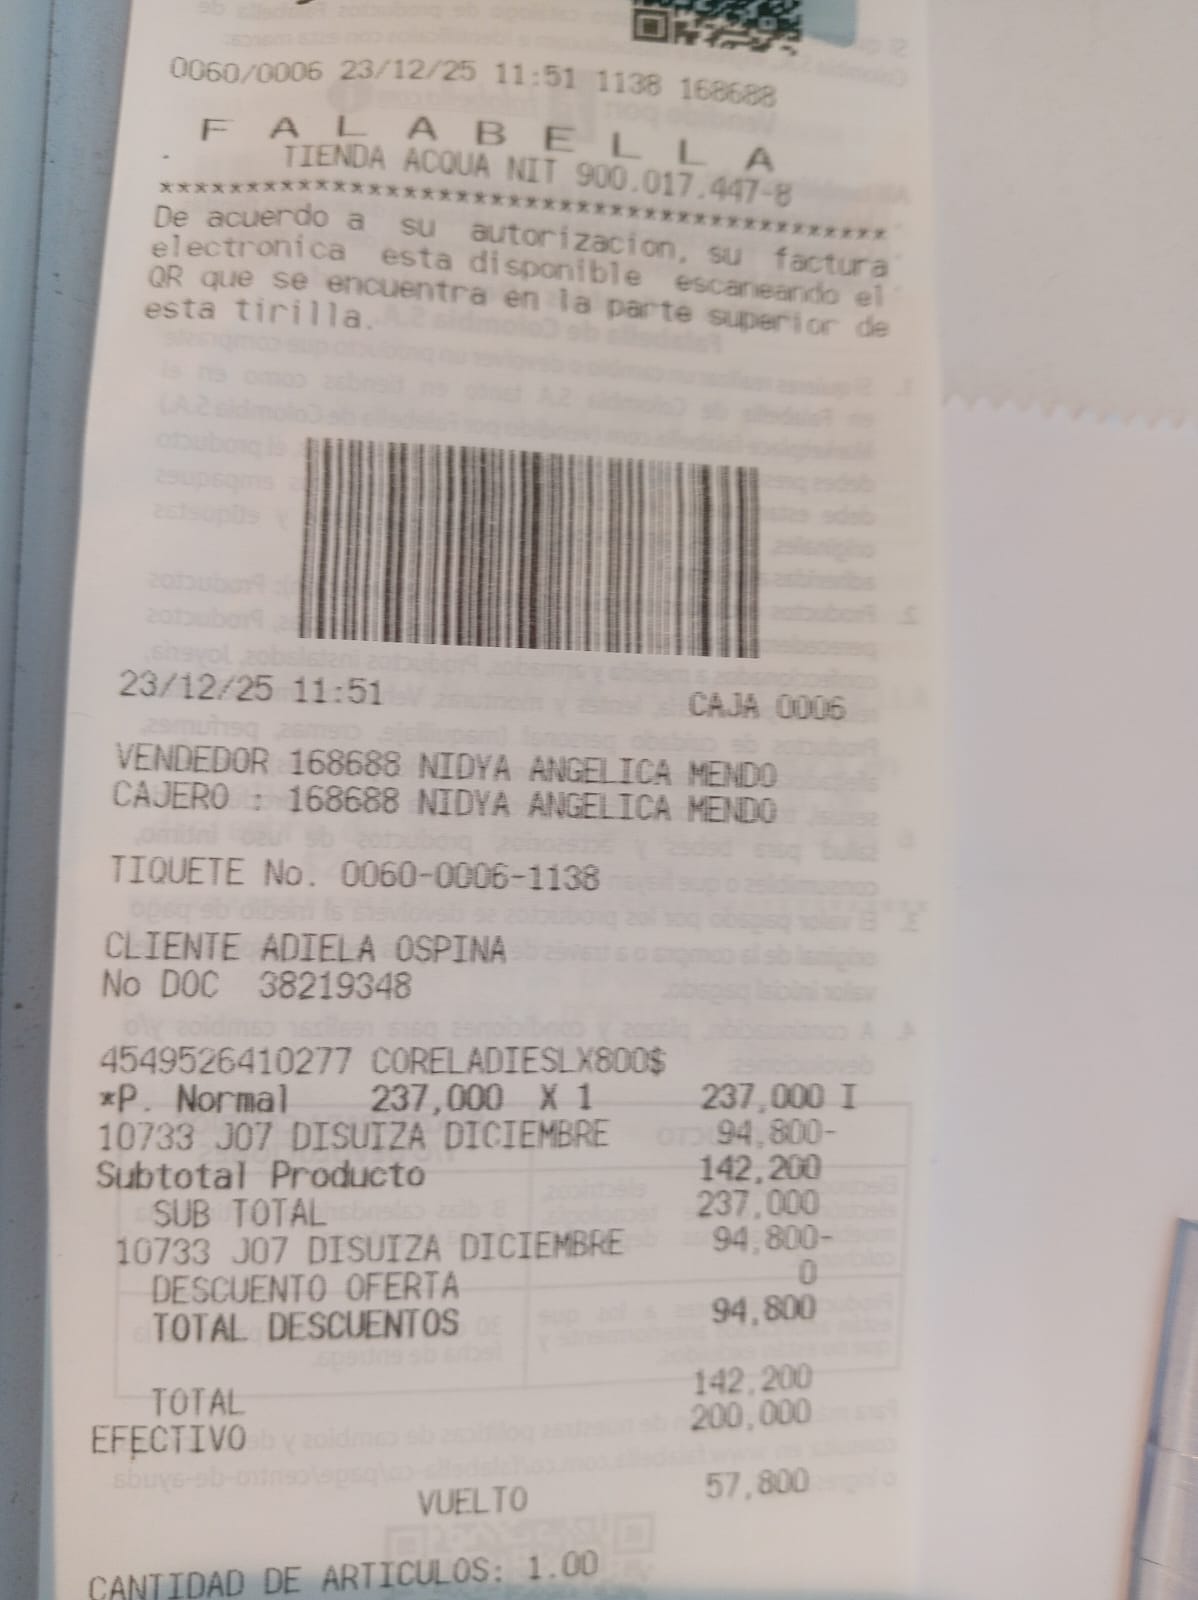 0060/0006 23/12/25 11:51 1138 168688
F A L A B E L L A
TIENDA ACQUA NIT 900.017.447-8
******************************************
De acuerdo a su autorizacion, su factura
electronica esta disponible escaneando el
QR que se encuentra en la parte superior de
esta tirilla.
23/12/25 11:51 CAJA 0006
VENDEDOR 168688 NIDYA ANGELICA MENDO
CAJERO : 168688 NIDYA ANGELICA MENDO
TIQUETE No. 0060-0006-1138
CLIENTE ADIELA OSPINA
No DOC 38219348
4549526410277 CORELADIESLX800$
*P. Normal 237,000 X 1 237,000 I
10733 J07 DISUIZA DICIEMBRE 94,800-
Subtotal Producto 142,200
SUB TOTAL 237,000
10733 J07 DISUIZA DICIEMBRE 94,800-
DESCUENTO OFERTA 0
TOTAL DESCUENTOS 94,800
TOTAL 142,200
EFECTIVO 200,000
VUELTO 57,800
CANTIDAD DE ARTICULOS: 1.00